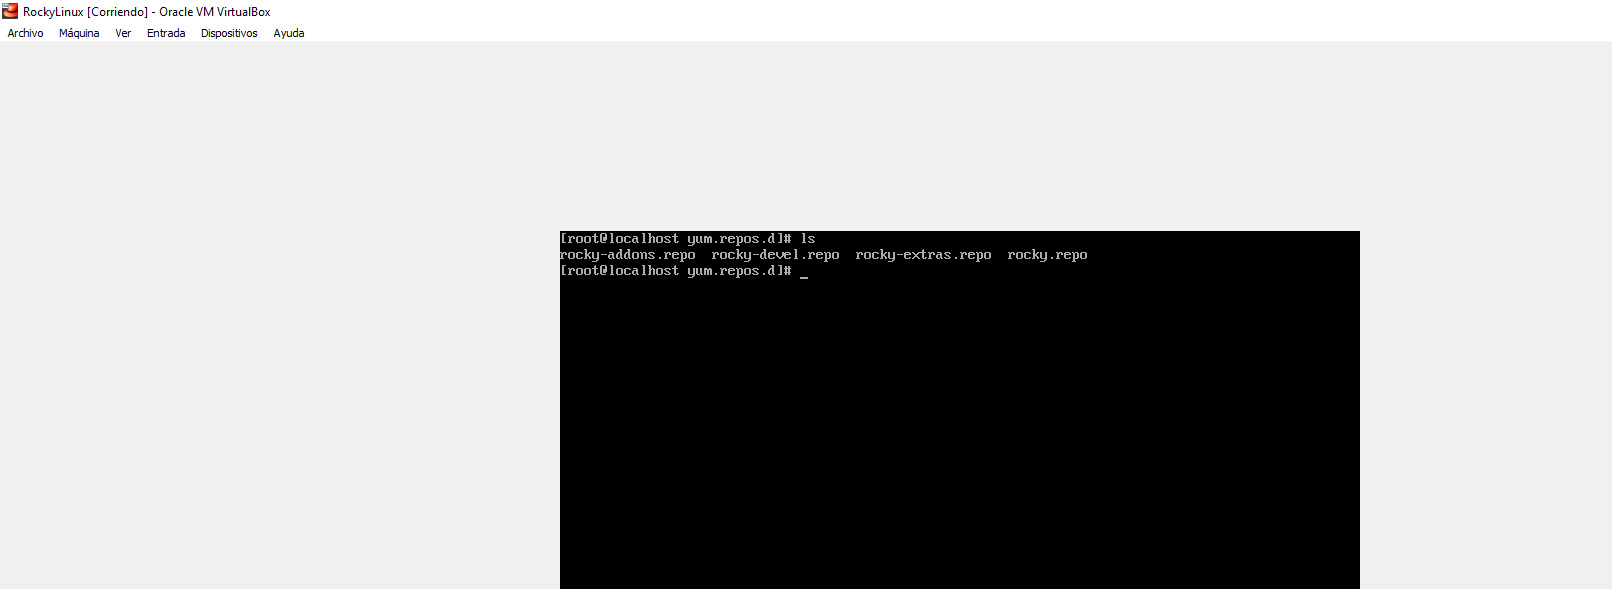 RockyLinux [Corriendo] - Oracle VM VirtualBox
Archivo Máquina Ver Entrada Dispositivos Ayuda
[root@localhost yum.repos.d]# ls
rocky-addons.repo  rocky-devel.repo  rocky-extras.repo  rocky.repo
[root@localhost yum.repos.d]# _